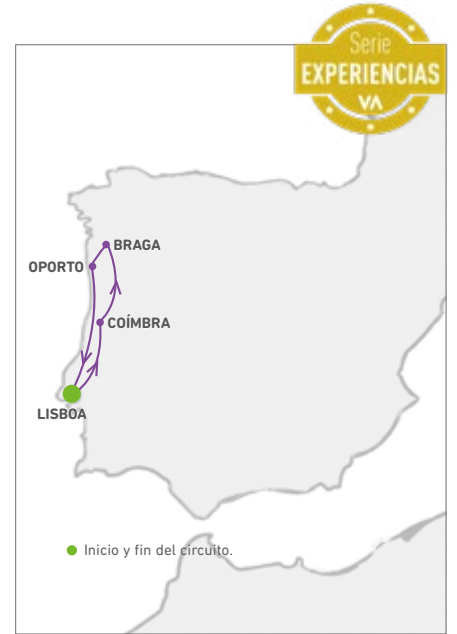 Serie
EXPERIENCIAS
VA
BRAGA
OPORTO
COÍMBRA
LISBOA
Inicio y fin del circuito.